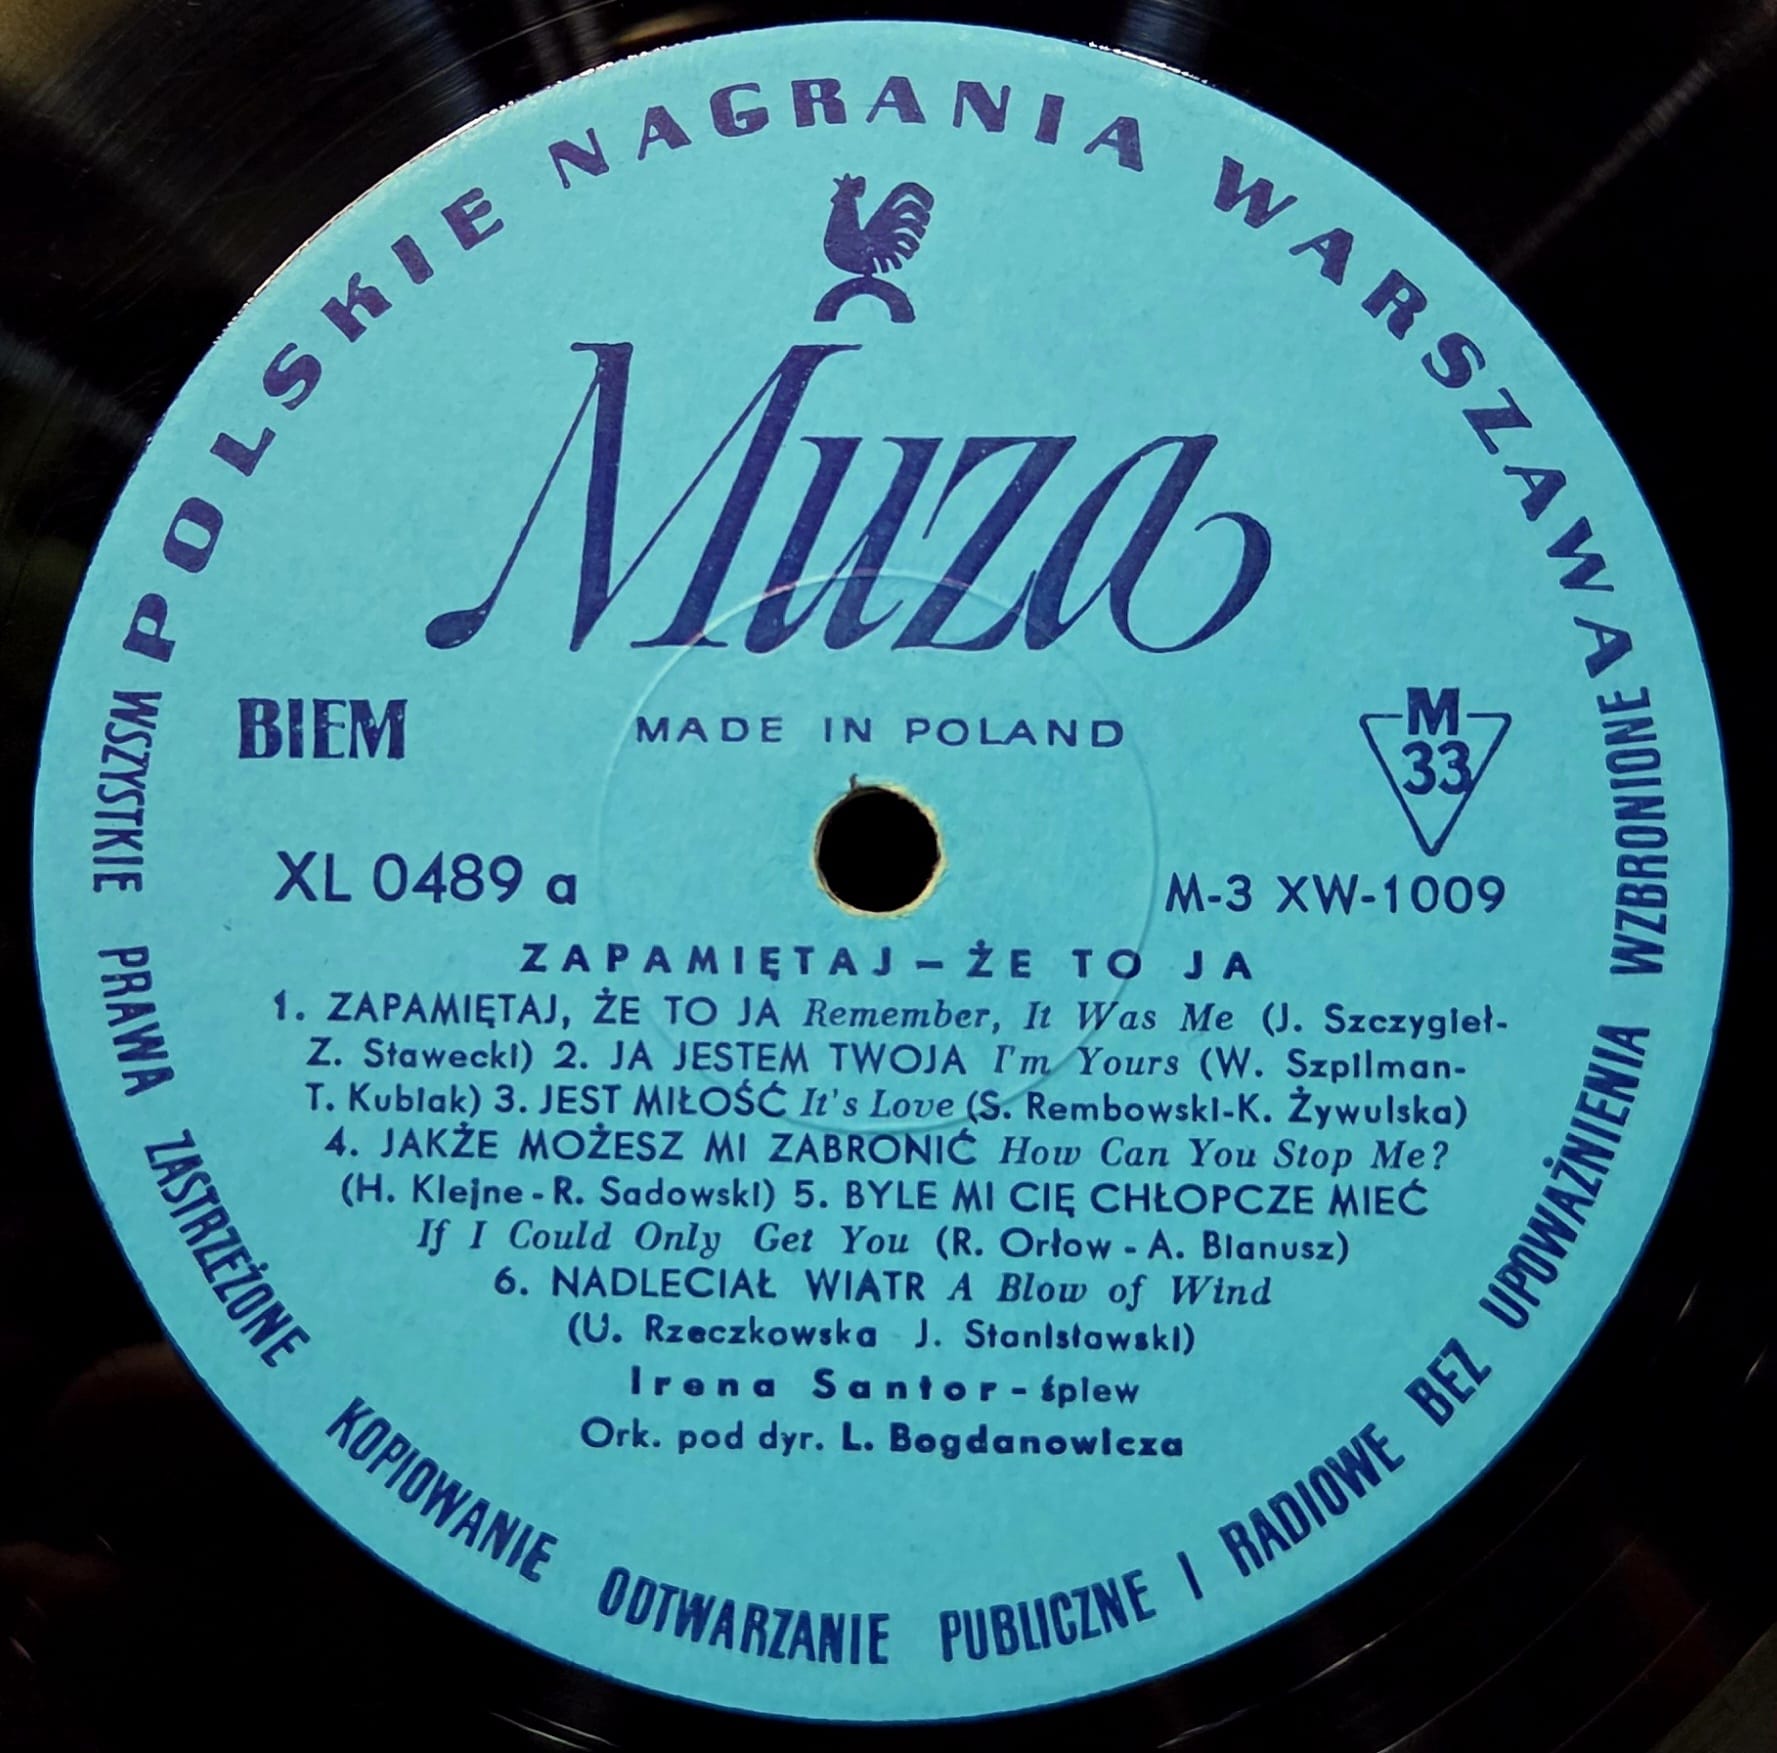 POLSKIE NAGRANIA WARSZAWA
Muza
BIEM
MADE IN POLAND
M
33
XL 0489 a
M-3 XW-1009
ZAPAMIĘTAJ – ŻE TO JA
1. ZAPAMIĘTAJ, ŻE TO JA Remember, It Was Me (J. Szczygieł-
Z. Stawecki) 2. JA JESTEM TWOJA I'm Yours (W. Szpilman-
T. Kubiak) 3. JEST MIŁOŚĆ It's Love (S. Rembowski-K. Żywulska)
4. JAKŻE MOŻESZ MI ZABRONIĆ How Can You Stop Me?
(H. Klejne - R. Sadowski) 5. BYLE MI CIĘ CHŁOPCZE MIEĆ
If I Could Only Get You (R. Orłow - A. Bianusz)
6. NADLECIAŁ WIATR A Blow of Wind
(U. Rzeczkowska J. Stanisławski)
Irena Santor - śpiew
Ork. pod dyr. L. Bogdanowicza
WSZYSTKIE PRAWA ZASTRZEŻONE KOPIOWANIE ODTWARZANIE PUBLICZNE I RADIOWE BEZ UPOWAŻNIENIA WZBRONIONE